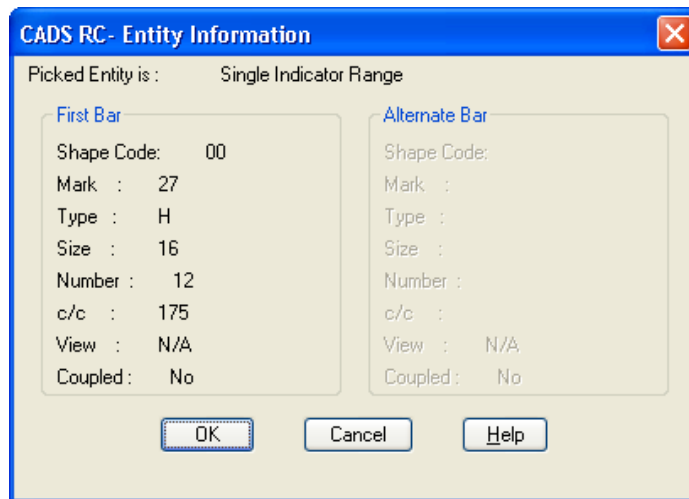 CADS RC- Entity Information
Picked Entity is : Single Indicator Range
First Bar
Shape Code: 00
Mark : 27
Type : H
Size : 16
Number : 12
c/c : 175
View : N/A
Coupled : No
Alternate Bar
Shape Code:
Mark :
Type :
Size :
Number :
c/c :
View : N/A
Coupled : No
OK Cancel Help